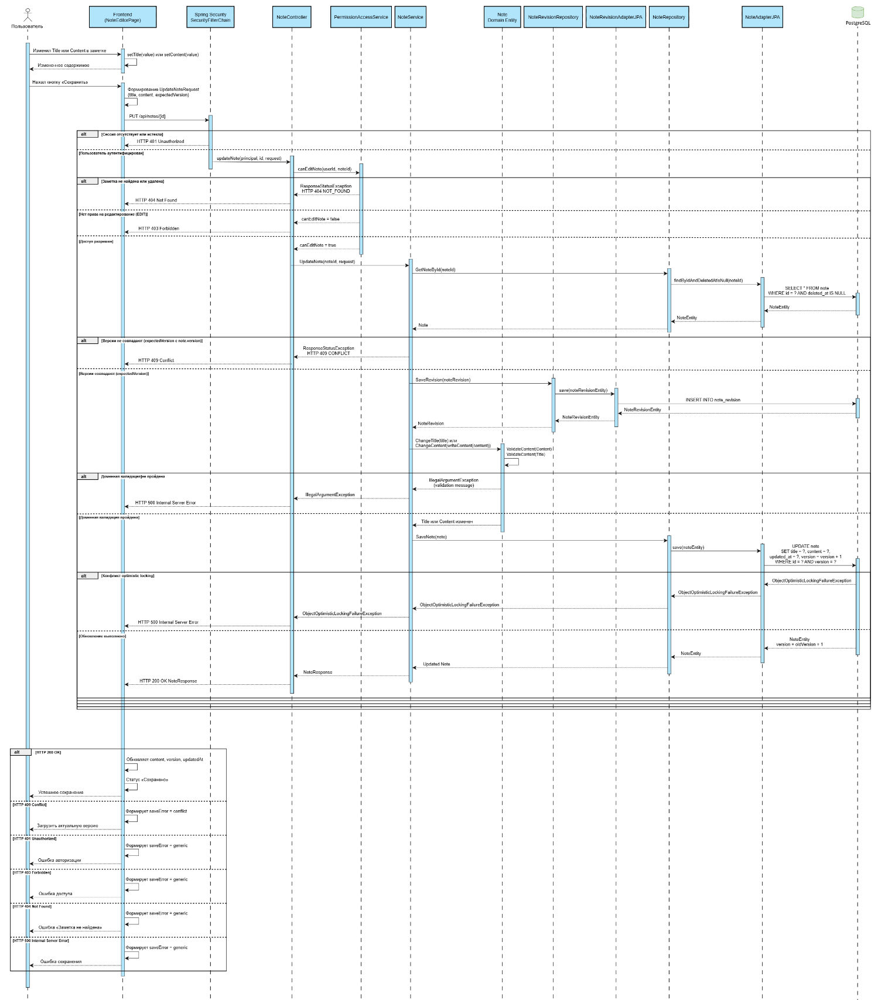 Пользователь
Frontend
(NoteEditorPage)
Spring Security
SecurityFilterChain
NoteController
PermissionAccessService
NoteService
Note
Domain Entity
NoteRevisionRepository
NoteRevisionAdapterJPA
NoteRepository
NoteAdapterJPA
PostgreSQL
Изменил Title или Content в заметке
setTitle(value) или setContent(value)
Измененное содержимое
Нажал кнопку «Сохранить»
Формирование UpdateNoteRequest
{title, content, expectedVersion}
PUT /api/notes/{id}
alt
[Сессия отсутствует или истекла]
HTTP 401 Unauthorized
[Пользователь аутентифицирован]
updateNote(principal, id, request)
canEditNote(userId, noteId)
alt
[Заметка не найдена или удалена]
ResponseStatusException
HTTP 404 NOT_FOUND
HTTP 404 Not Found
[Нет права на редактирование (EDIT)]
canEditNote = false
HTTP 403 Forbidden
[Доступ разрешен]
canEditNote = true
UpdateNote(noteId, request)
GetNoteById(noteId)
findByIdAndDeletedAtIsNull(noteId)
SELECT * FROM note
WHERE id = ? AND deleted_at IS NULL
NoteEntity
NoteEntity
Note
alt
[Версии не совпадают (expectedVersion с note.version)]
ResponseStatusException
HTTP 409 CONFLICT
HTTP 409 Conflict
[Версии совпадают (expectedVersion)]
SaveRevision(noteRevision)
save(noteRevisionEntity)
INSERT INTO note_revision
NoteRevisionEntity
NoteRevisionEntity
NoteRevision
ChangeTitle(title) или
ChangeContent(writeContent(content))
ValidateContent(Content)
ValidateContent(Title)
alt
Доменная валидация]не пройдена
IllegalArgumentException
(validation message)
IllegalArgumentException
HTTP 500 Internal Server Error
[Доменная валидация пройдена]
Title или Content изменен
SaveNote(note)
save(noteEntity)
UPDATE note
SET title = ?, content = ?,
updated_at = ?, version = version + 1
WHERE id = ? AND version = ?
alt
[Конфликт optimistic locking]
ObjectOptimisticLockingFailureException
ObjectOptimisticLockingFailureException
ObjectOptimisticLockingFailureException
ObjectOptimisticLockingFailureException
HTTP 500 Internal Server Error
[Обновление выполнено]
NoteEntity
version = oldVersion + 1
NoteEntity
Updated Note
NoteResponse
HTTP 200 OK NoteResponse
alt
[HTTP 200 OK]
Обновляет content, version, updatedAt
Статус «Сохранено»
Успешное сохранение
[HTTP 409 Conflict]
Формирует saveError = conflict
Загрузить актуальную версию
[HTTP 401 Unauthorized]
Формирует saveError = generic
Ошибка авторизации
[HTTP 403 Forbidden]
Формирует saveError = generic
Ошибка доступа
[HTTP 404 Not Found]
Формирует saveError = generic
Ошибка «Заметка не найдена»
[HTTP 500 Internal Server Error]
Формирует saveError = generic
Ошибка сохранения